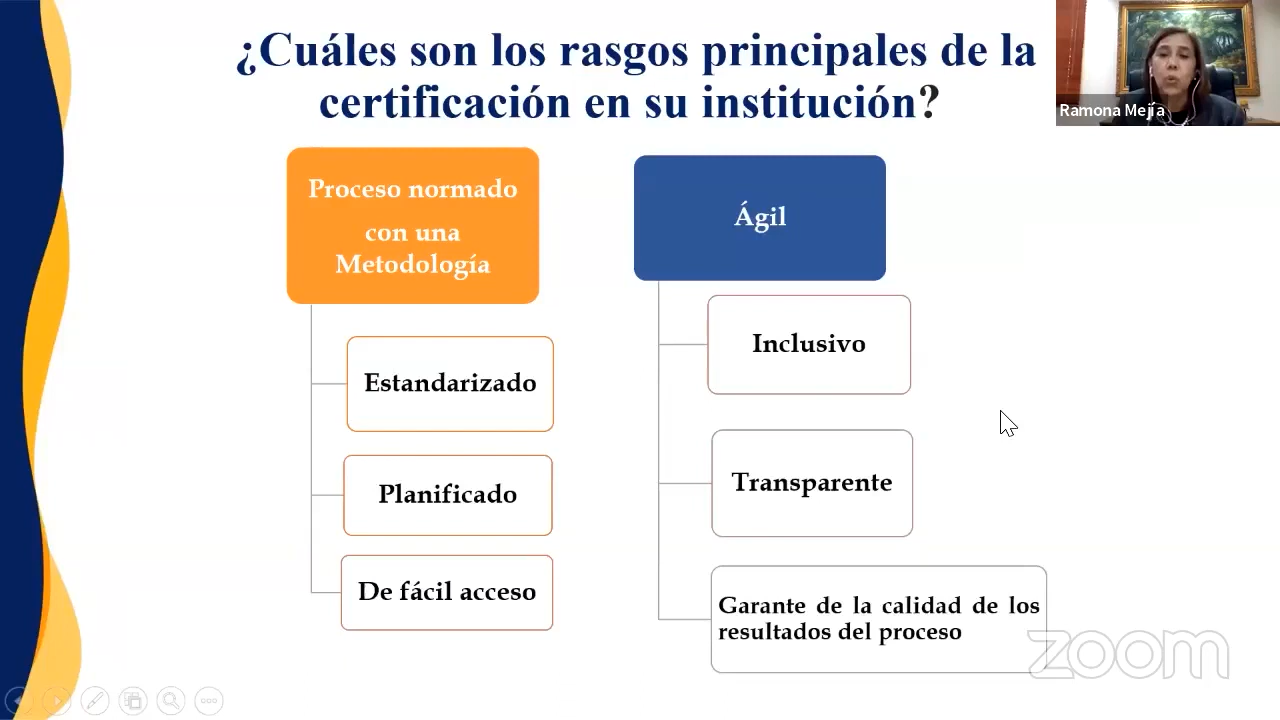 ¿Cuáles son los rasgos principales de la
certificación en su institución?
Ramona Mejía
Proceso normado
con una
Metodología
Estandarizado
Planificado
De fácil acceso
Ágil
Inclusivo
Transparente
Garante de la calidad de los
resultados del proceso
zoom